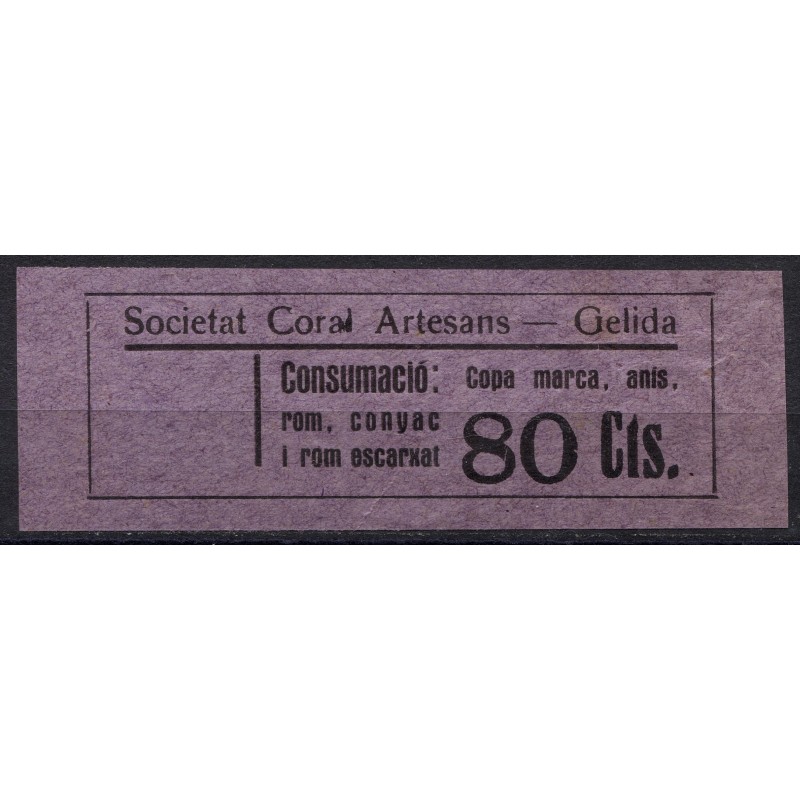 Societat Coral Artesans — Gelida
Consumació: Copa marca, anis,
rom, conyac
i rom escarxat
80 Cts.